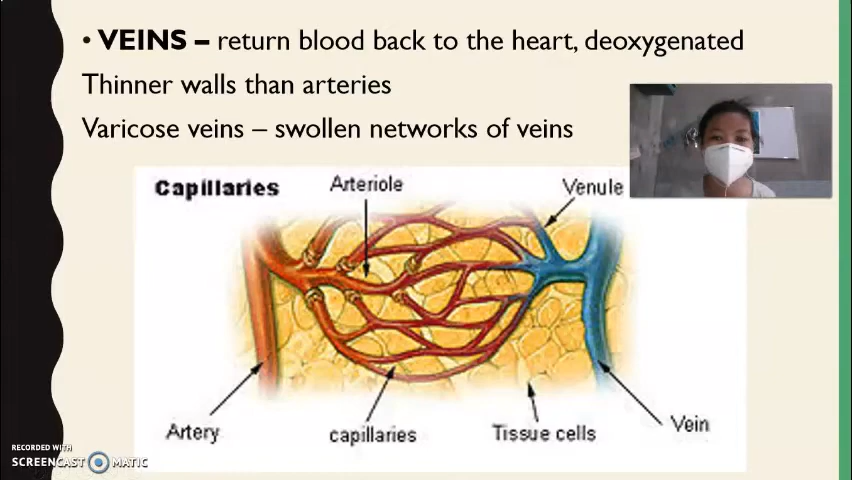 • VEINS – return blood back to the heart, deoxygenated
Thinner walls than arteries
Varicose veins – swollen networks of veins
Capillaries
Arteriole
Venule
Artery
capillaries
Tissue cells
Vein
RECORDED WITH
SCREENCAST MATIC